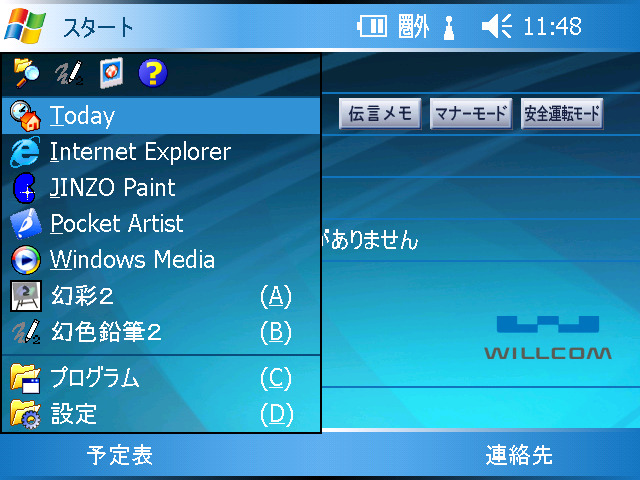 スタート
圏外
11:48
Today
Internet Explorer
JINZO Paint
Pocket Artist
Windows Media
幻彩2 (A)
幻色鉛筆2 (B)
プログラム (C)
設定 (D)
伝言メモ
マナーモード
安全運転モード
がありません
WILLCOM
予定表
連絡先